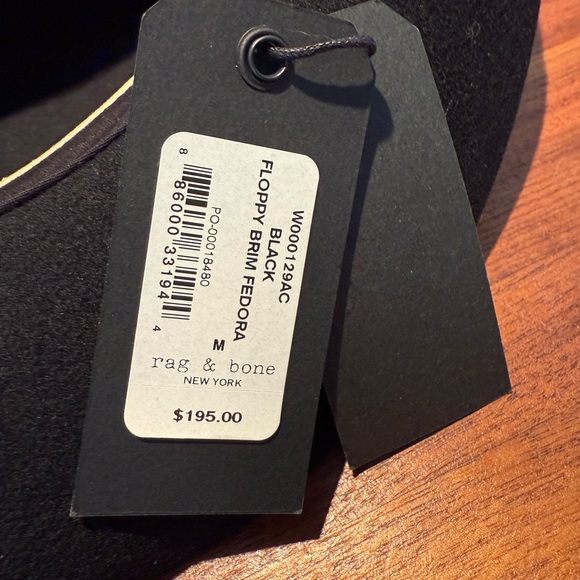 W000129AC
BLACK
FLOPPY BRIM FEDORA
PO-00018480
8 86000 33194 4
M
rag & bone
NEW YORK
$195.00